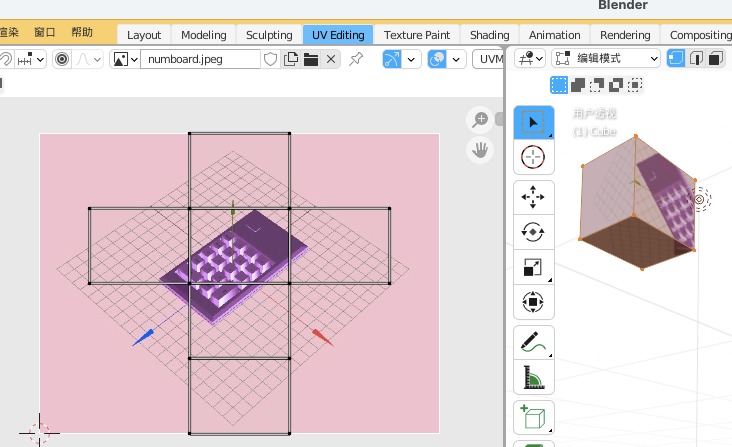 Blender
渲染 窗口 帮助 Layout Modeling Sculpting UV Editing Texture Paint Shading Animation Rendering Compositing
numboard.jpeg UVM 编辑模式
用户透视
(1) Cube